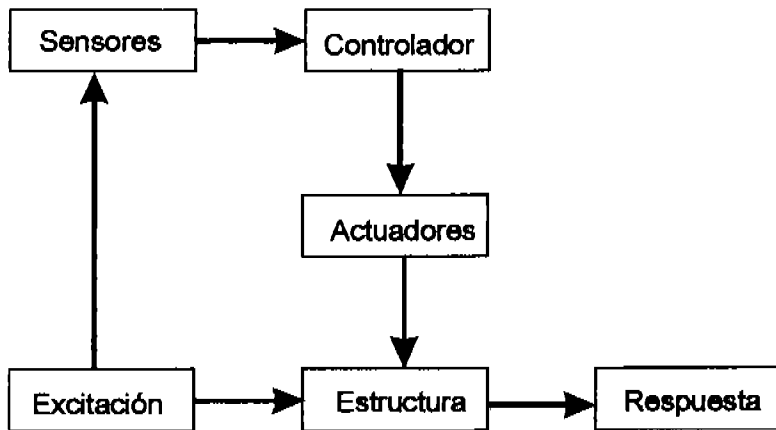 Sensores
Controlador
Actuadores
Excitación
Estructura
Respuesta